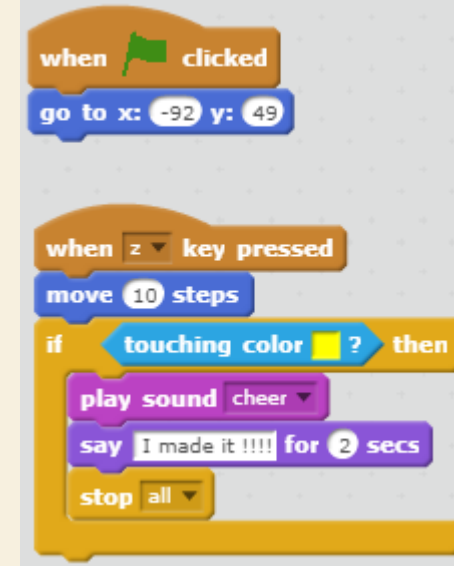 when clicked
go to x: -92 y: 49
when z key pressed
move 10 steps
if touching color ? then
play sound cheer
say I made it !!!! for 2 secs
stop all